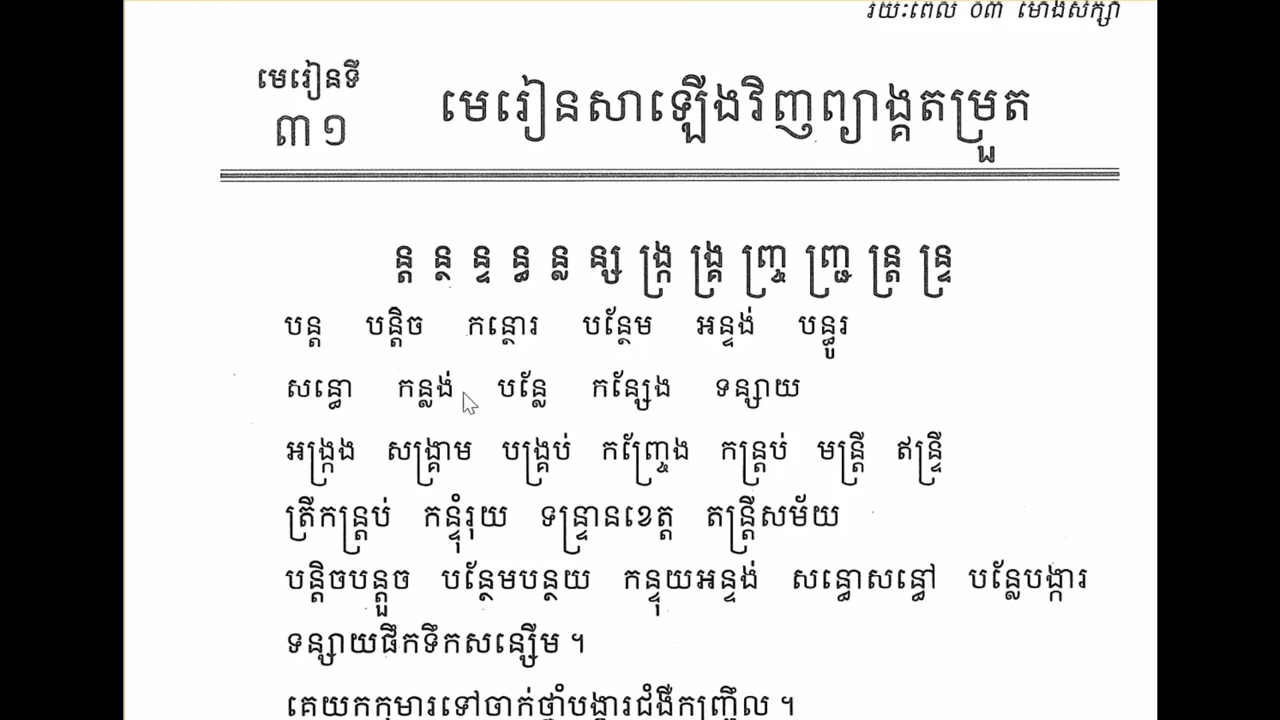 រយៈពេល ០៣ ម៉ោងសិក្សា
មេរៀនទី
៣១
មេរៀនសាឡើងវិញព្យាង្គតម្រួត
ន្ត ន្ថ ន្ទ ន្ធ ន្ល ន្ស ង្ក្រ ង្គ្រ ញ្ច្រ ញ្ជ្រ ន្ត្រ ន្ទ្រ
បន្ត បន្តិច កន្ថោរ បន្ថែម អន្ទង់ បន្ធូរ
សន្ធោ កន្លង់ បន្លែ កន្សែង ទន្សាយ
អង្ក្រង សង្គ្រាម បង្គ្រប់ កញ្ច្រែង កន្ត្រប់ មន្ត្រី ឥន្ទ្រី
ត្រីកន្ត្រប់ កន្ទុំរុយ ទន្ទ្រានខេត្ត តន្ត្រីសម័យ
បន្តិចបន្តួច បន្ថែមបន្ថយ កន្ទុយអន្ទង់ សន្ធោសន្ធៅ បន្លែបង្ការ
ទន្សាយផឹកទឹកសន្សើម ។
គេយកកុមារទៅចាក់ថ្នាំបង្ការជំងឺកញ្ជ្រឹល ។